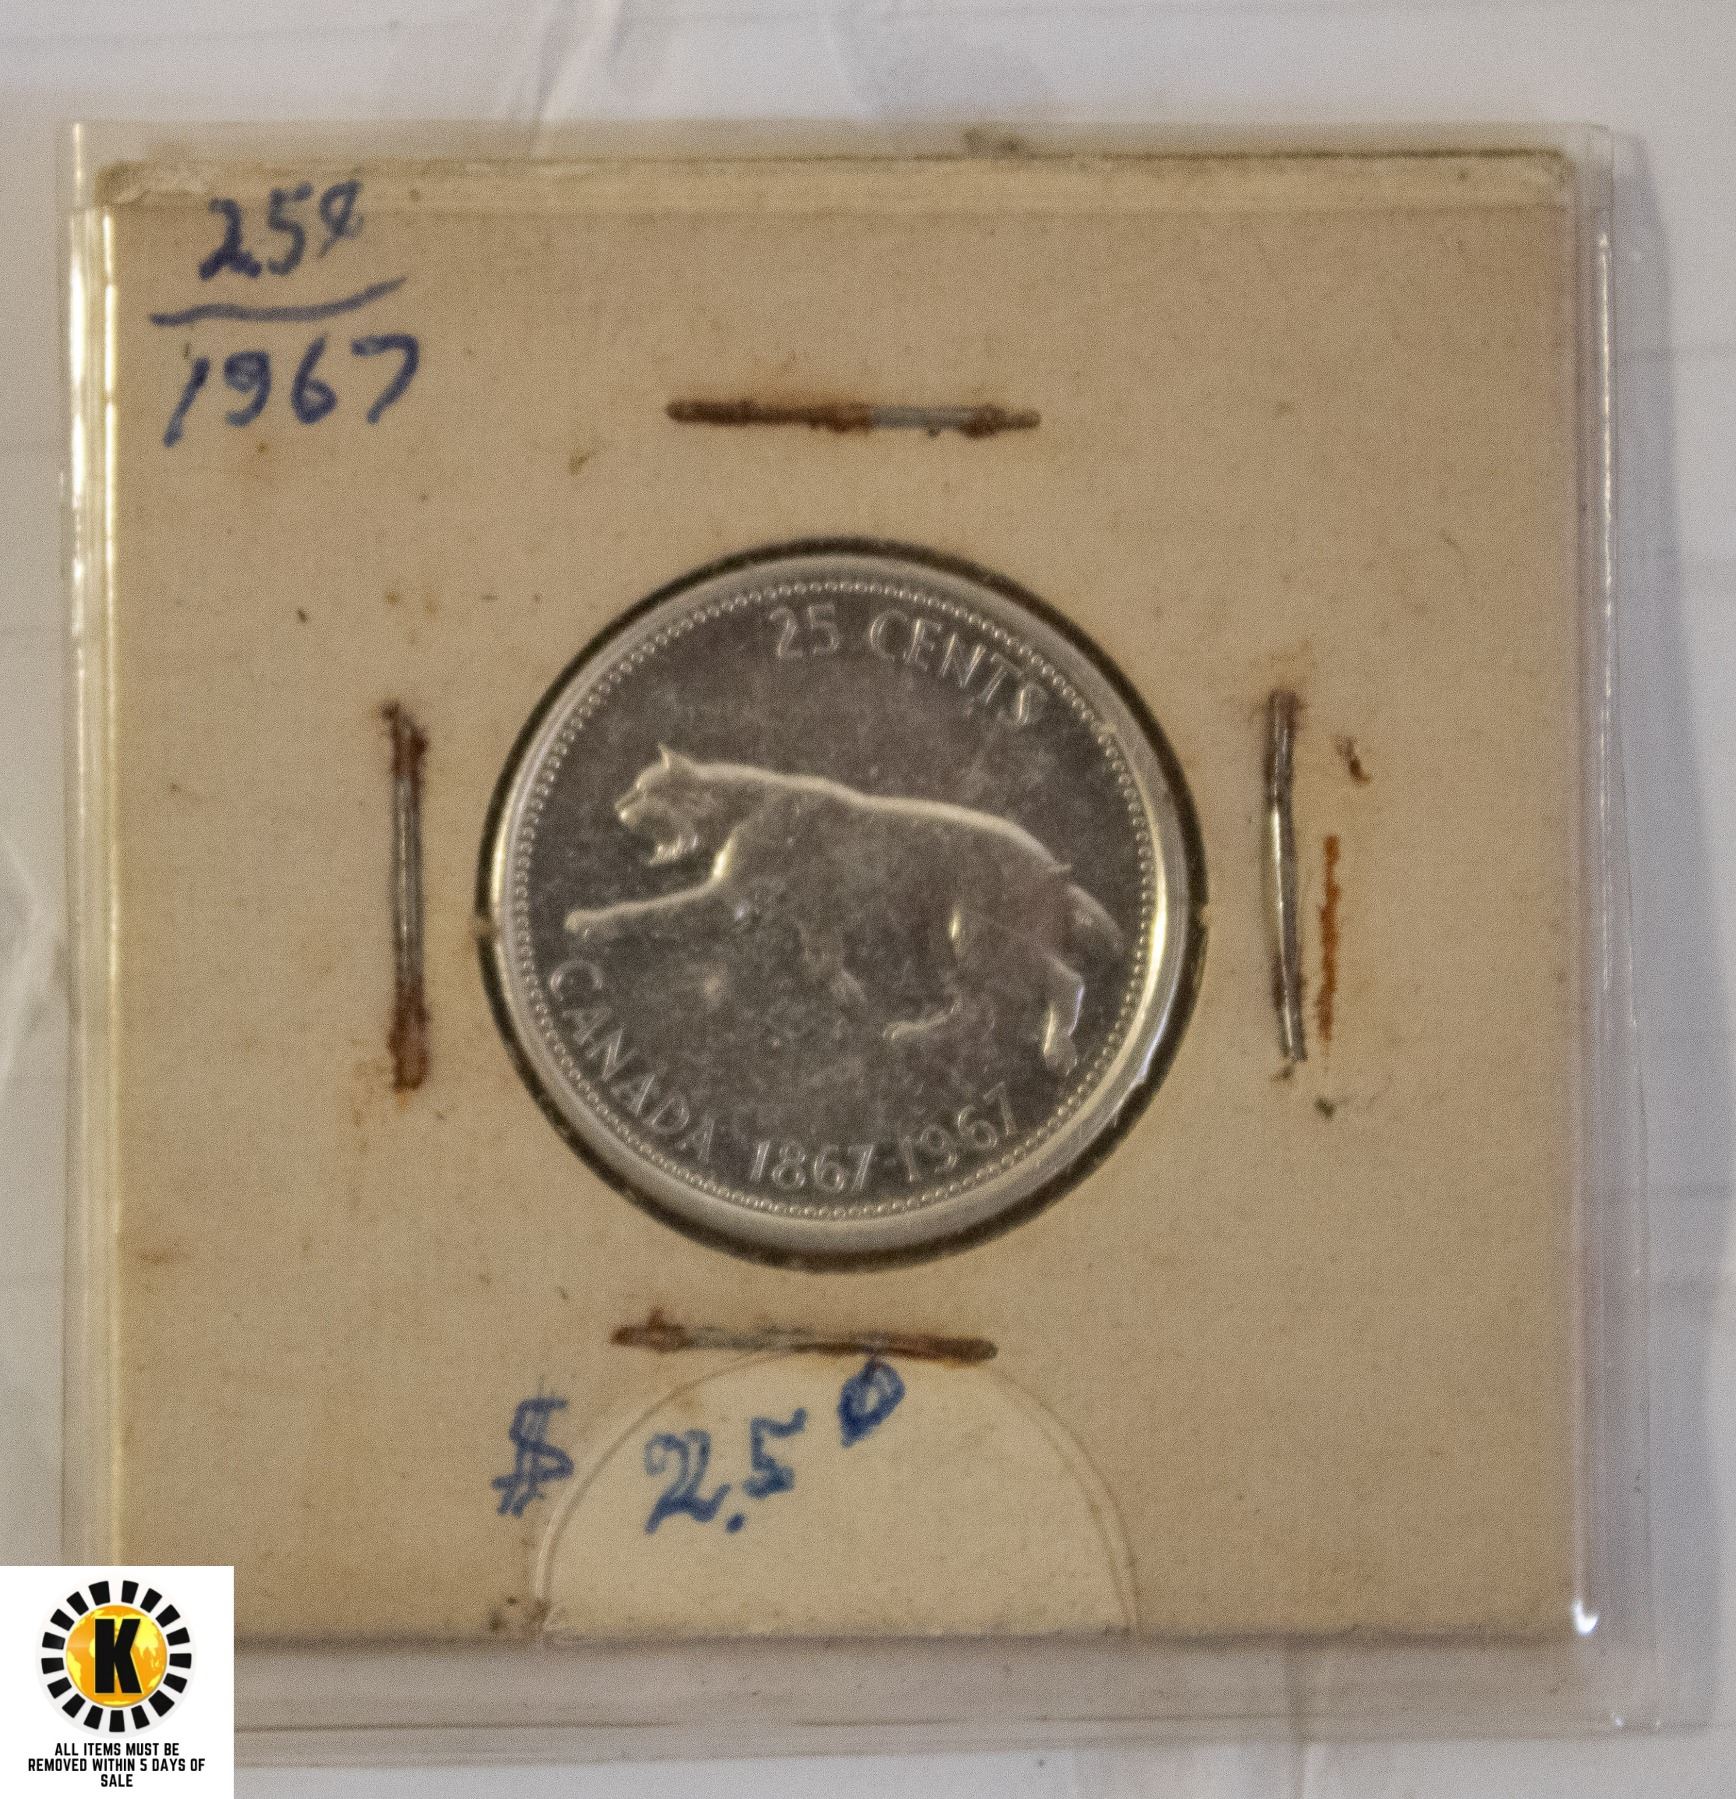 25¢
1967
25 CENTS
CANADA 1867-1967
$ 2.50
K
ALL ITEMS MUST BE
REMOVED WITHIN 5 DAYS OF
SALE